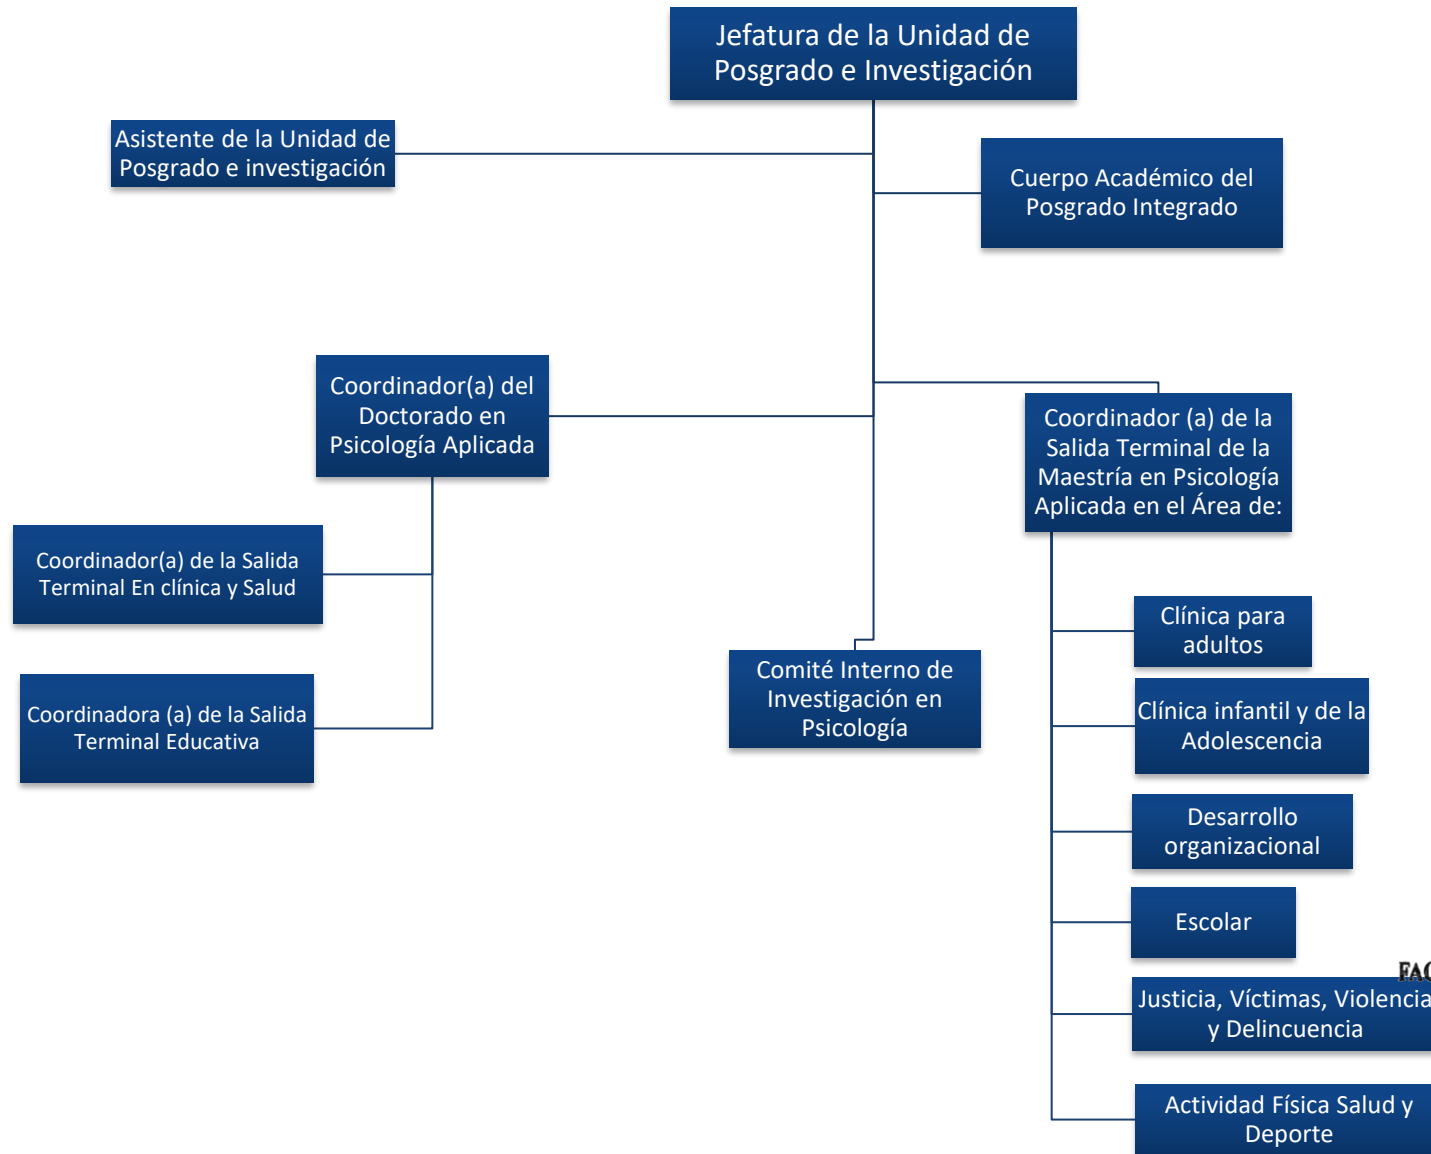 Jefatura de la Unidad de
Posgrado e Investigación
Asistente de la Unidad de
Posgrado e investigación
Cuerpo Académico del
Posgrado Integrado
Coordinador(a) del
Doctorado en
Psicología Aplicada
Coordinador (a) de la
Salida Terminal de la
Maestría en Psicología
Aplicada en el Área de:
Coordinador(a) de la Salida
Terminal En clínica y Salud
Coordinadora (a) de la Salida
Terminal Educativa
Comité Interno de
Investigación en
Psicología
Clínica para
adultos
Clínica infantil y de la
Adolescencia
Desarrollo
organizacional
Escolar
Justicia, Víctimas, Violencia
y Delincuencia
Actividad Física Salud y
Deporte